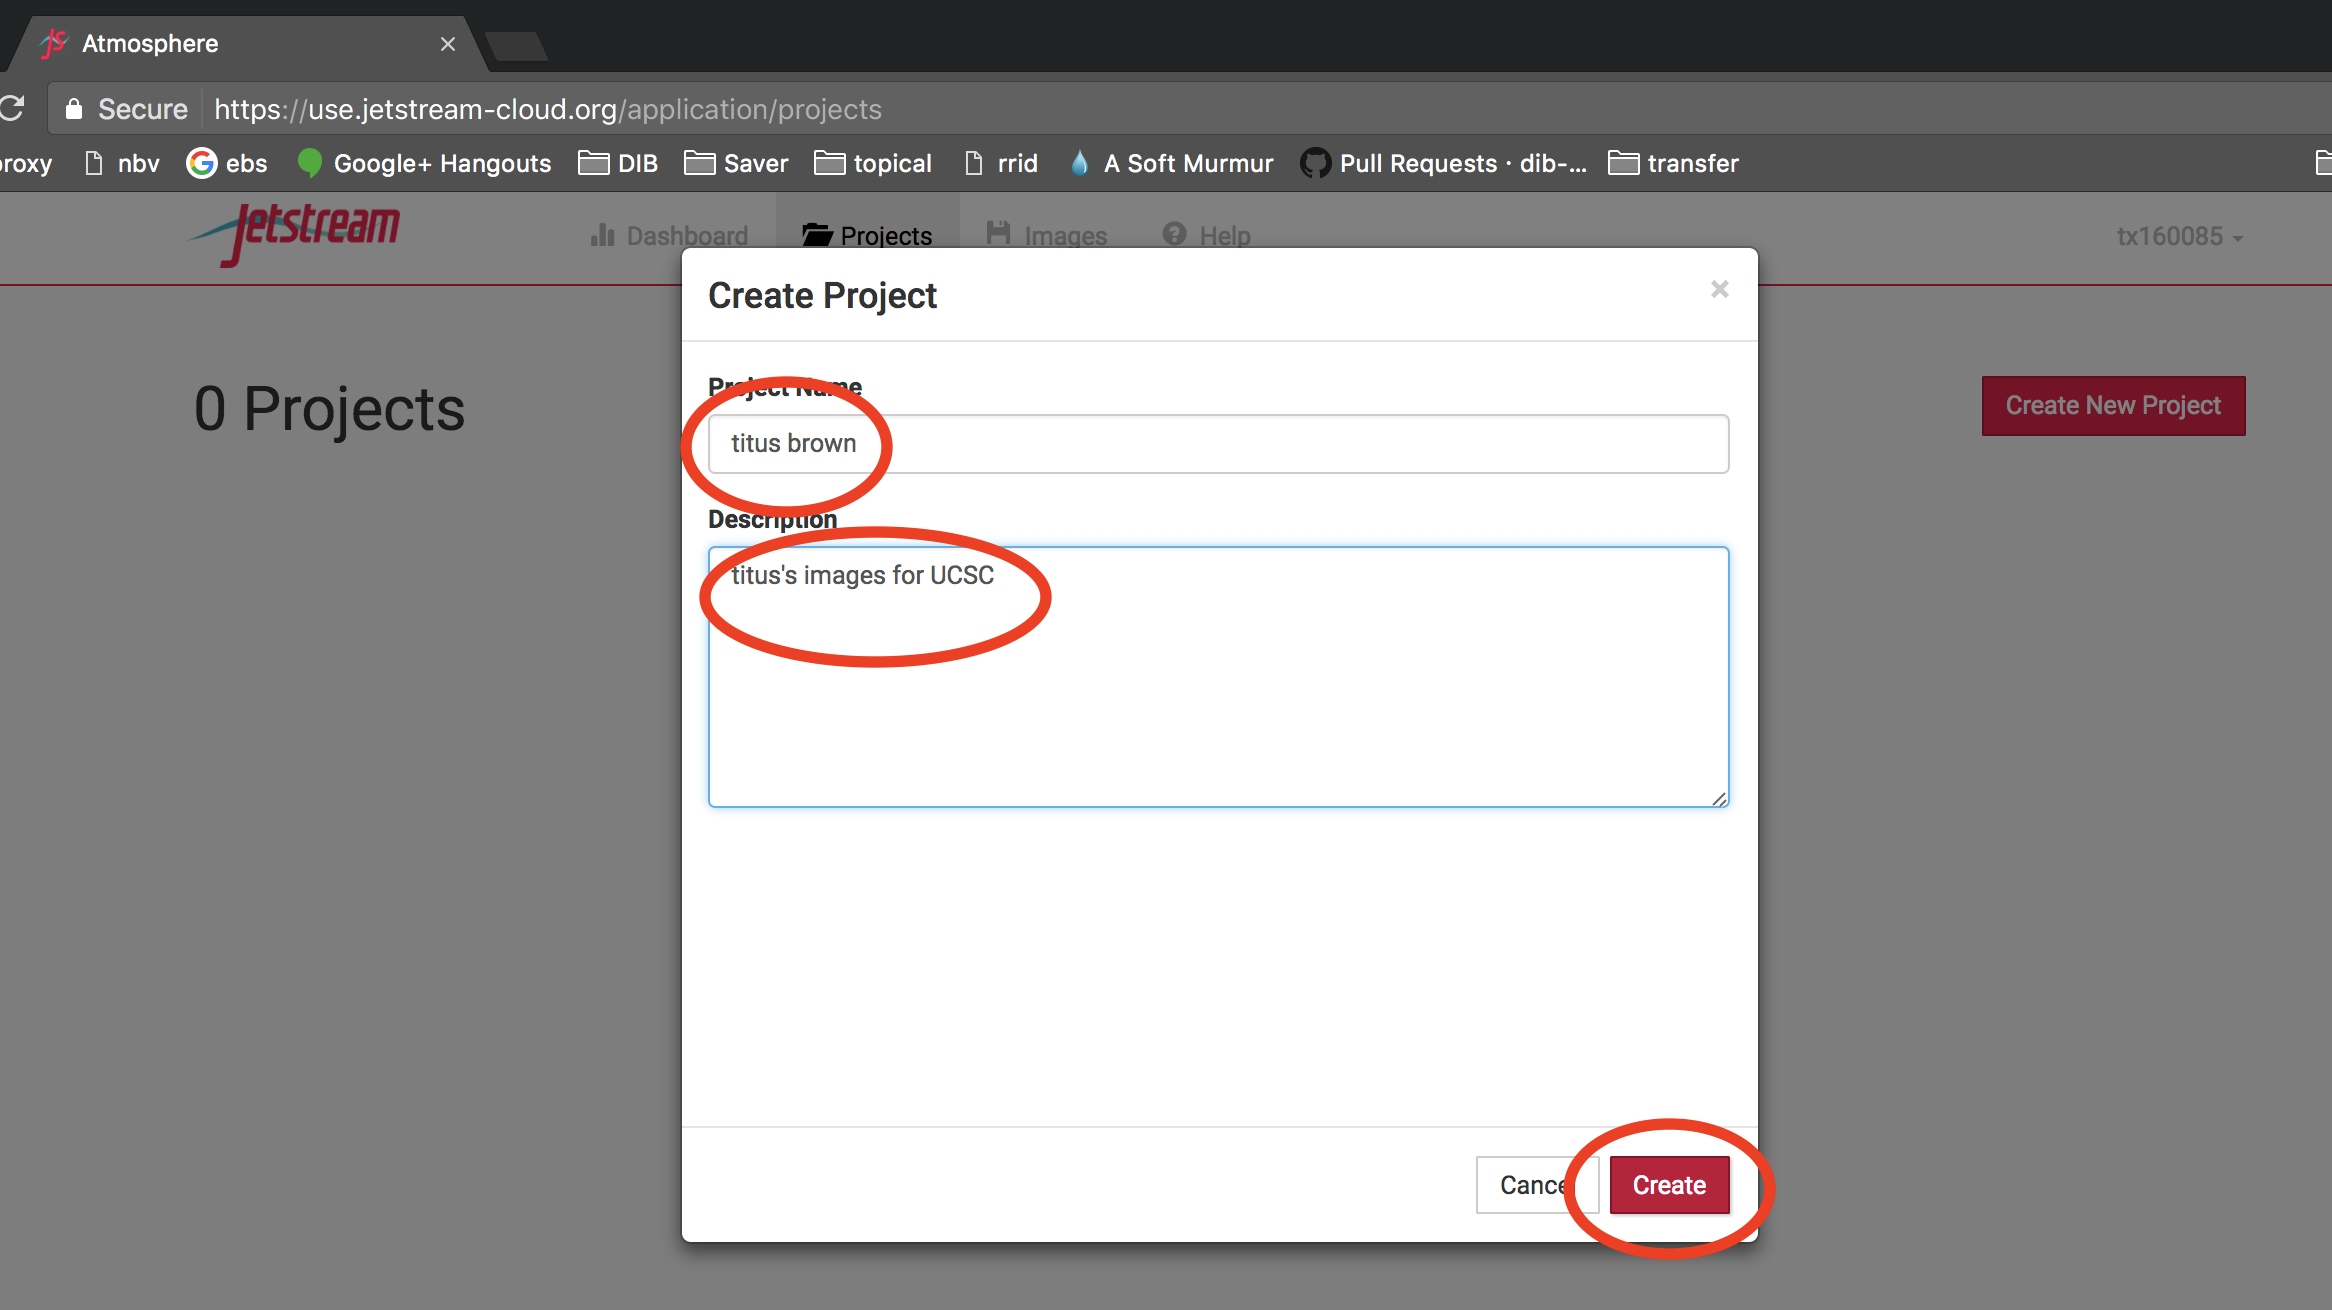 Atmosphere
Secure https://use.jetstream-cloud.org/application/projects
proxy nbv ebs Google+ Hangouts DIB Saver topical rrid A Soft Murmur Pull Requests · dib-... transfer
Jetstream Dashboard Projects Images Help tx160085
Create Project
0 Projects
Create New Project
Project Name
titus brown
Description
titus's images for UCSC
Cancel Create